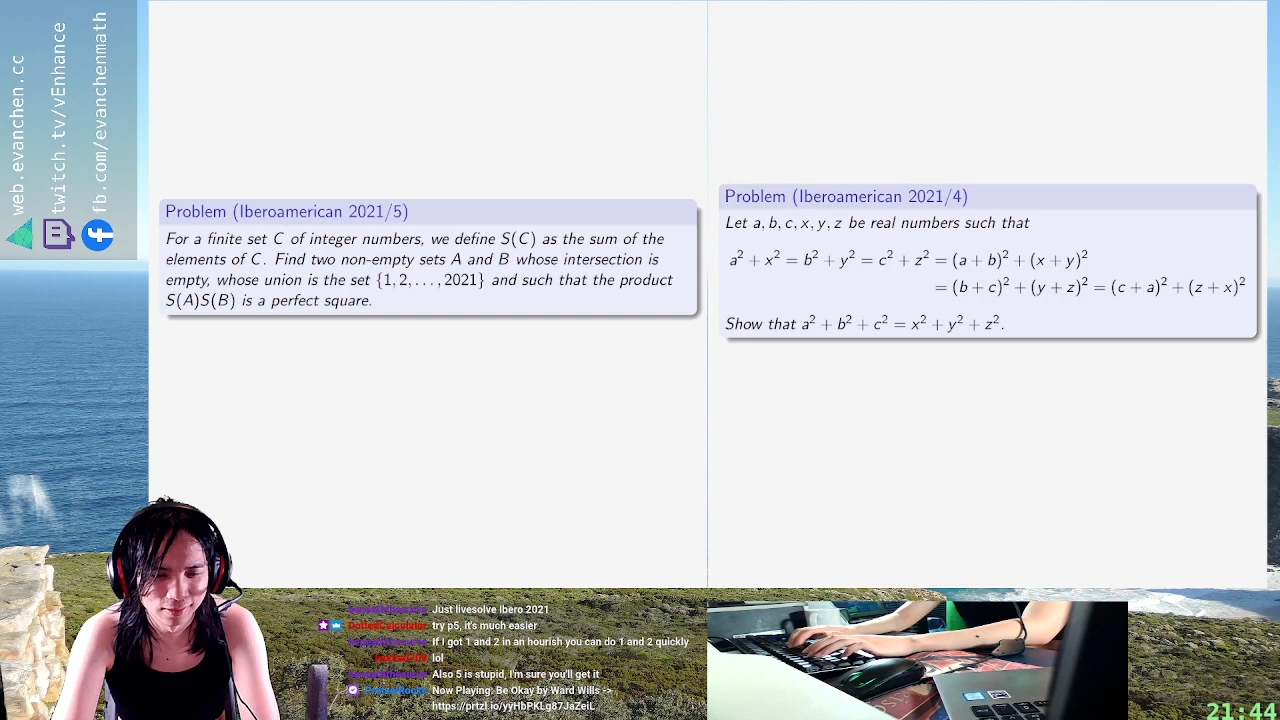 web.evanchen.cc
twitch.tv/vEnhance
fb.com/evanchenmath
Problem (Iberoamerican 2021/5)
For a finite set C of integer numbers, we define S(C) as the sum of the
elements of C. Find two non-empty sets A and B whose intersection is
empty, whose union is the set {1, 2, . . . , 2021} and such that the product
S(A)S(B) is a perfect square.
Problem (Iberoamerican 2021/4)
Let a, b, c, x, y, z be real numbers such that
a² + x² = b² + y² = c² + z² = (a + b)² + (x + y)²
= (b + c)² + (y + z)² = (c + a)² + (z + x)²
Show that a² + b² + c² = x² + y² + z².
Just livesolve Ibero 2021
try p5, it's much easier
If I got 1 and 2 in an hourish you can do 1 and 2 quickly
lol
Also 5 is stupid, I'm sure you'll get it
PretzelRocks Now Playing: Be Okay by Ward Wills ->
https://prtzl.io/yyHbPKLg87JaZeiL
21:44